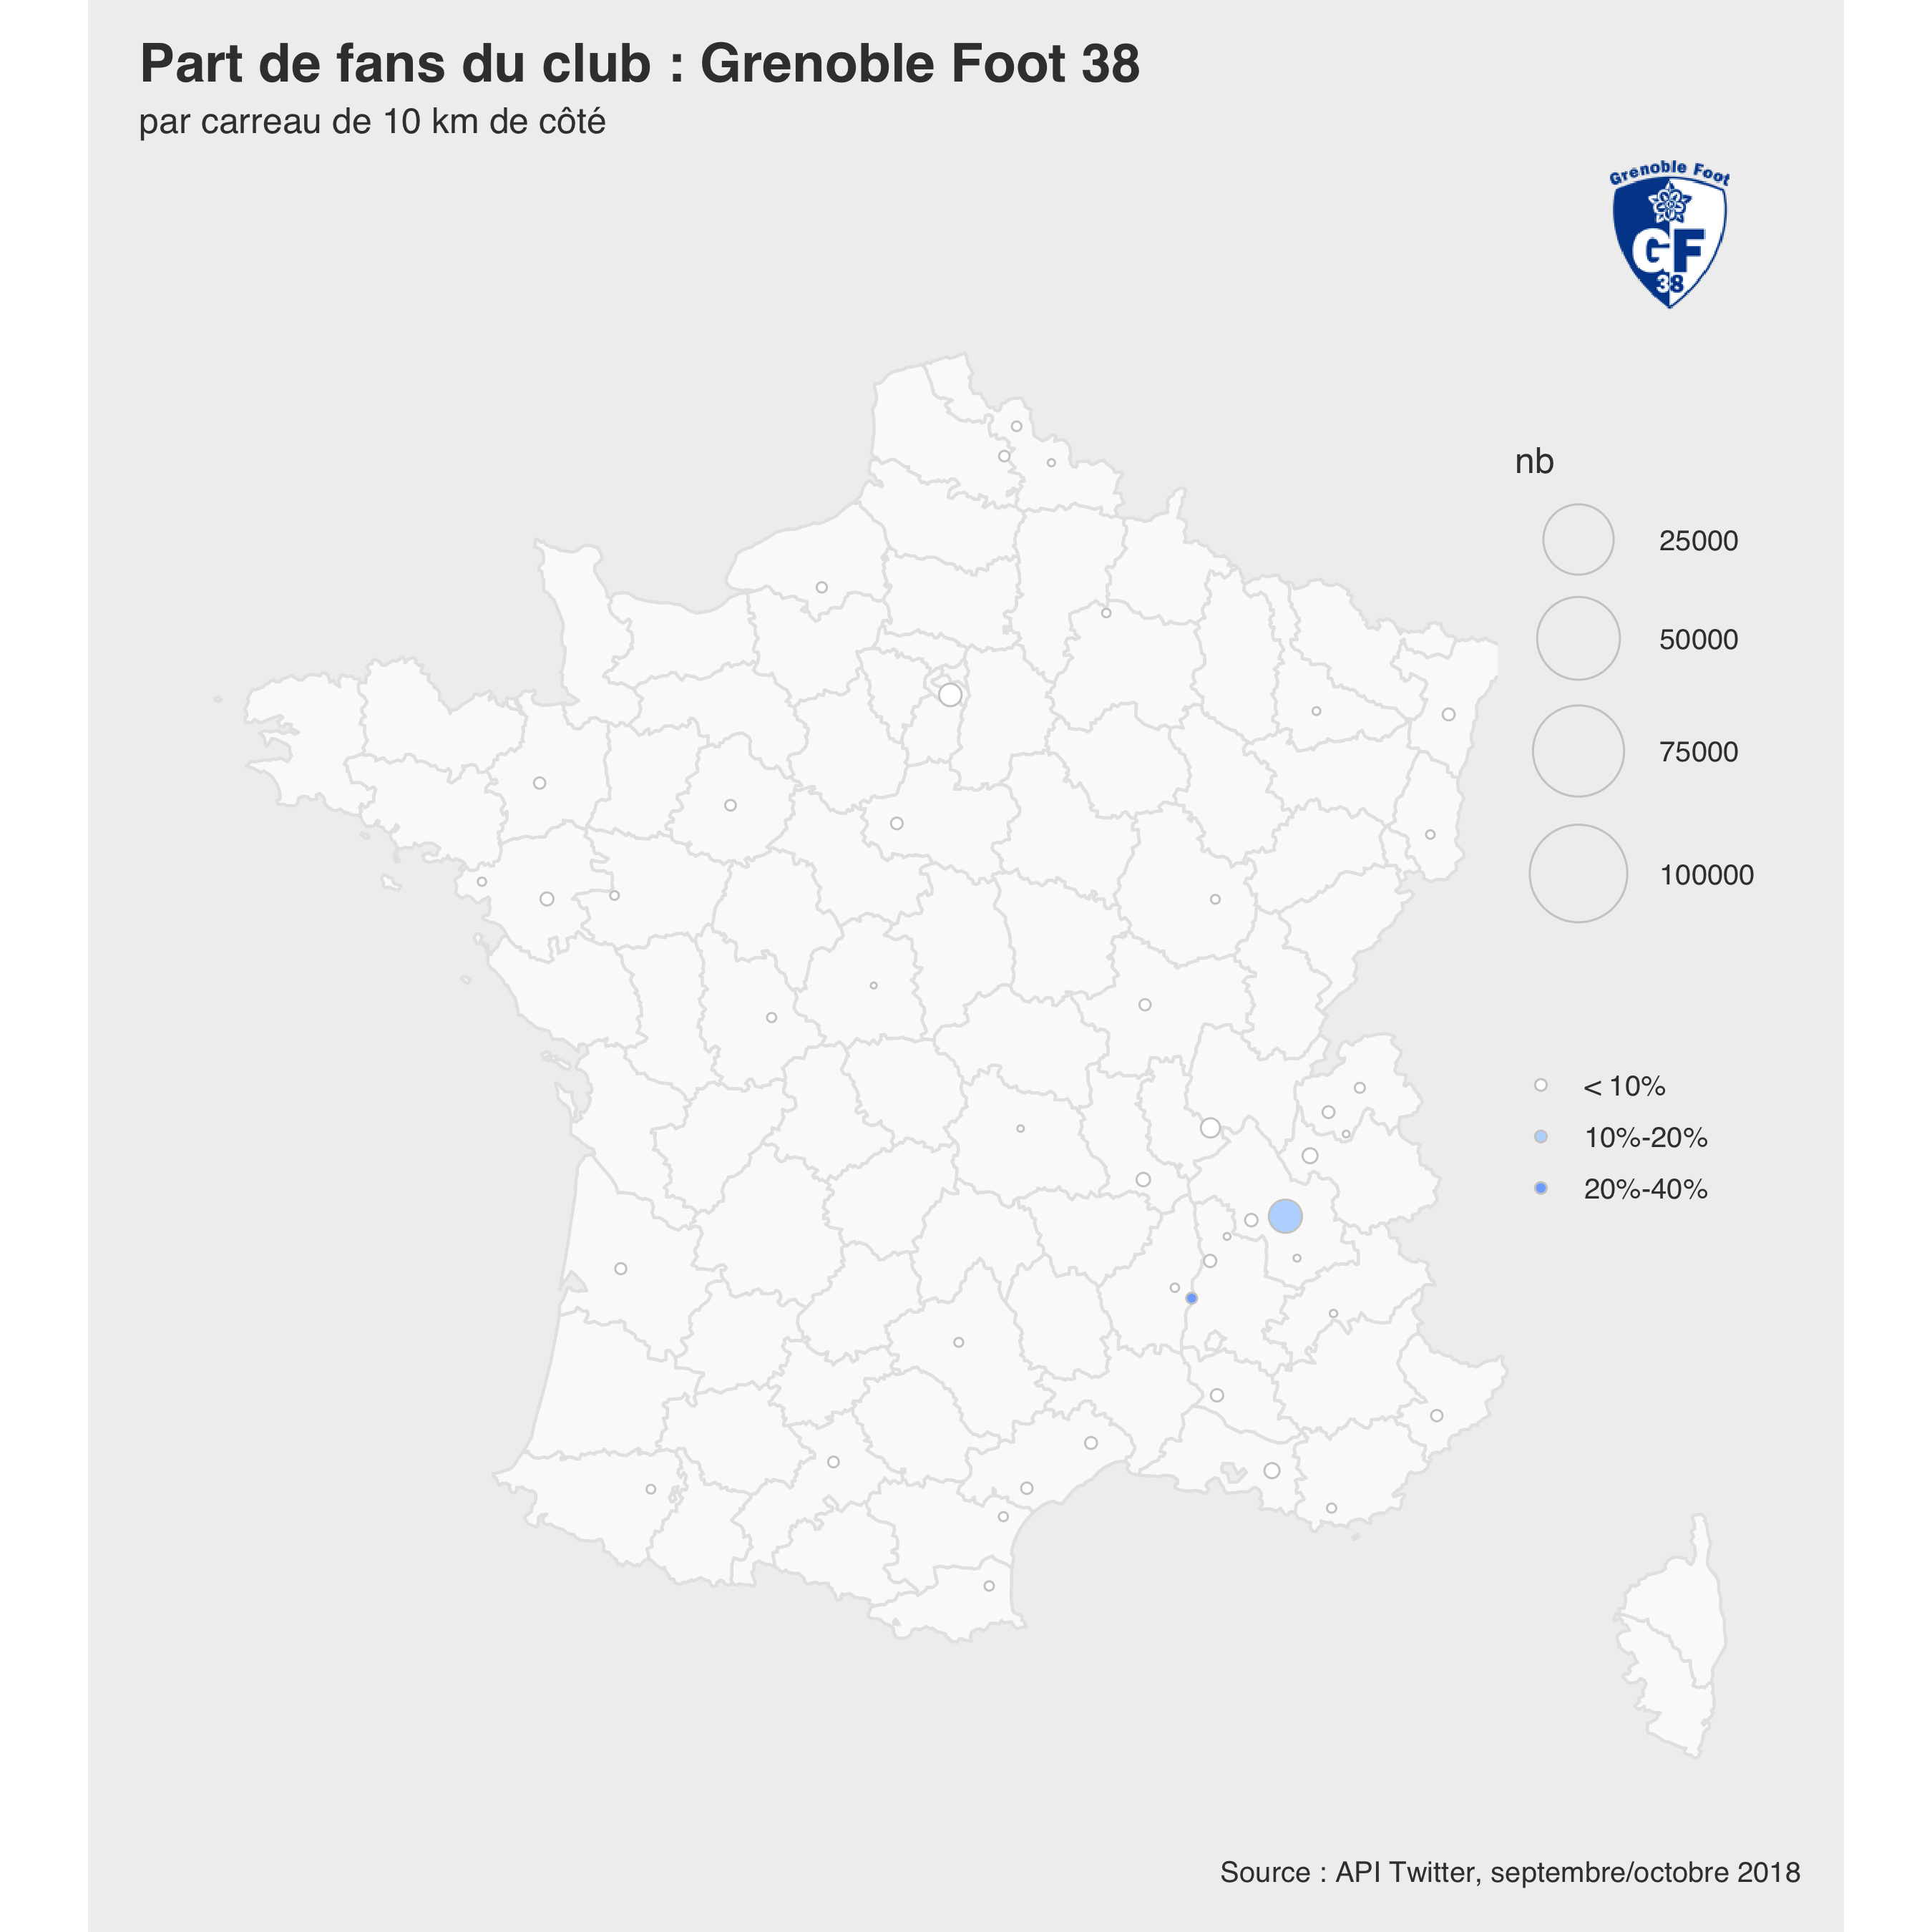 Part de fans du club : Grenoble Foot 38
par carreau de 10 km de côté
Grenoble Foot
GF
38
nb
25000
50000
75000
100000
< 10%
10%-20%
20%-40%
Source : API Twitter, septembre/octobre 2018